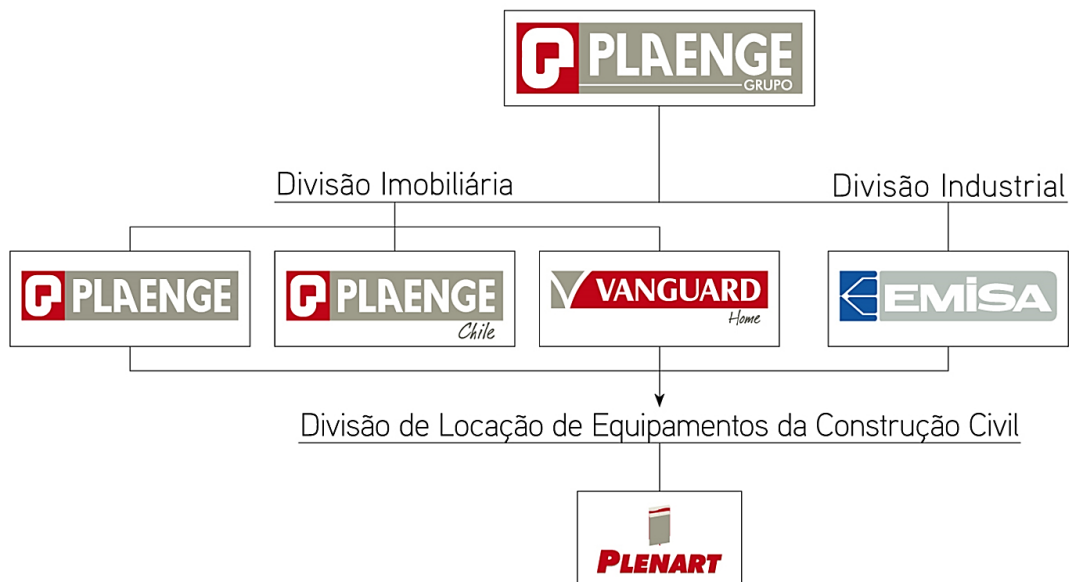 PLAENGE
GRUPO
Divisão Imobiliária
Divisão Industrial
PLAENGE
PLAENGE
Chile
VANGUARD
Home
EMISA
Divisão de Locação de Equipamentos da Construção Civil
PLENART